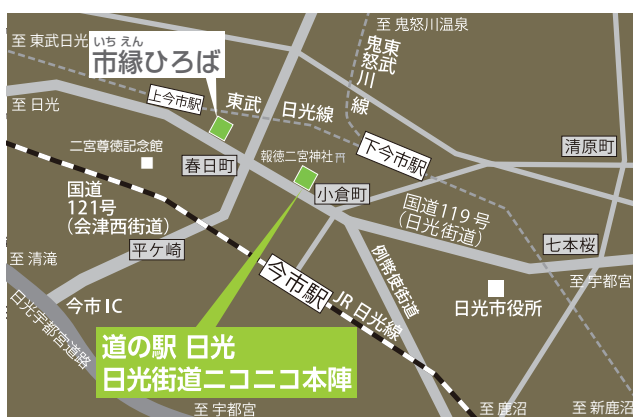 至 鬼怒川温泉
至 東武日光
いちえん
市縁ひろば
東武
鬼怒川
線
至 日光
上今市駅
東武 日光線
下今市駅
清原町
二宮尊徳記念館
報徳二宮神社
春日町
小倉町
国道
121号
(会津西街道)
国道119号
(日光街道)
平ケ崎
七本桜
至 清滝
今市駅
例幣使街道
至 宇都宮
日光宇都宮道路
今市IC
JR日光線
日光市役所
道の駅 日光
日光街道ニコニコ本陣
至 宇都宮
至 鹿沼
至 新鹿沼